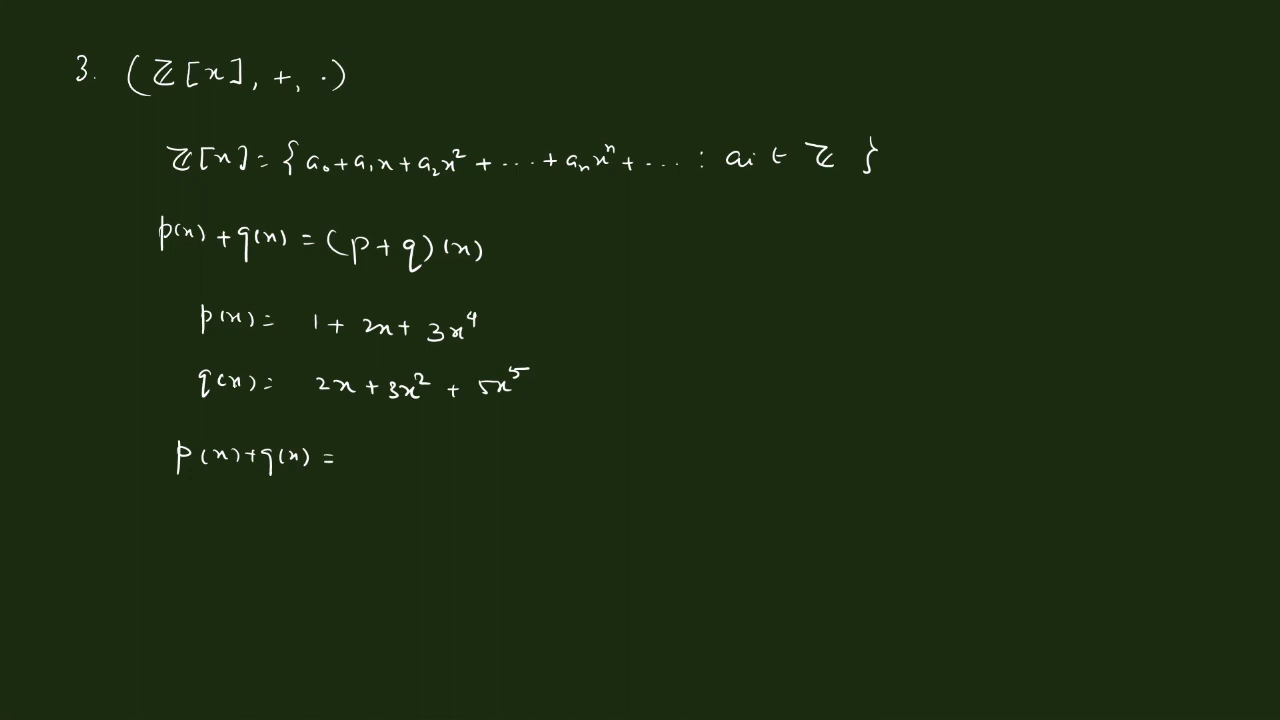 3. (ℤ[x], +, ·)
ℤ[x] = { a₀ + a₁x + a₂x² + ... + aₙxⁿ + ... : aᵢ ∈ ℤ }
p(x) + q(x) = (p + q)(x)
p(x) = 1 + 2x + 3x⁴
q(x) = 2x + 3x² + 5x⁵
p(x) + q(x) =